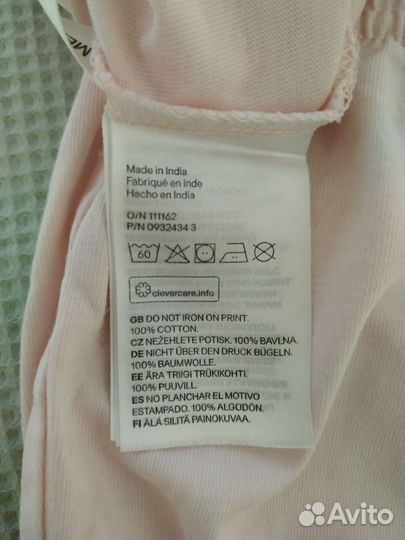 ME
Made in India
Fabriqué en Inde
Hecho en India
O/N 111162
P/N 0932434 3
60
clevercare.info
GB DO NOT IRON ON PRINT.
100% COTTON.
CZ NEŽEHLETE POTISK. 100% BAVLNA.
DE NICHT ÜBER DEN DRUCK BÜGELN.
100% BAUMWOLLE.
EE ÄRA TRIIGI TRÜKIKOHTI.
100% PUUVILL.
ES NO PLANCHAR EL MOTIVO
ESTAMPADO. 100% ALGODÓN.
FI ÄLÄ SILITÄ PAINOKUVAA.
Avito